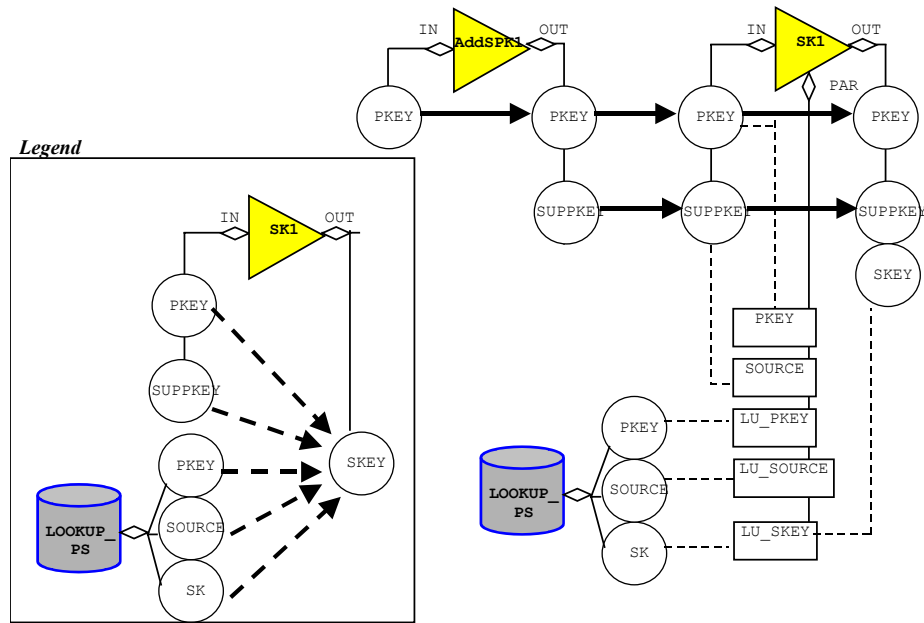 IN
AddSPK1
OUT
IN
SK1
OUT
PAR
PKEY
PKEY
PKEY
PKEY
SUPPKEY
SUPPKEY
SUPPKEY
SKEY
PKEY
SOURCE
LU_PKEY
LU_SOURCE
LU_SKEY
PKEY
SOURCE
SK
LOOKUP_
PS
Legend
IN
SK1
OUT
PKEY
SUPPKEY
PKEY
SOURCE
SK
SKEY
LOOKUP_
PS